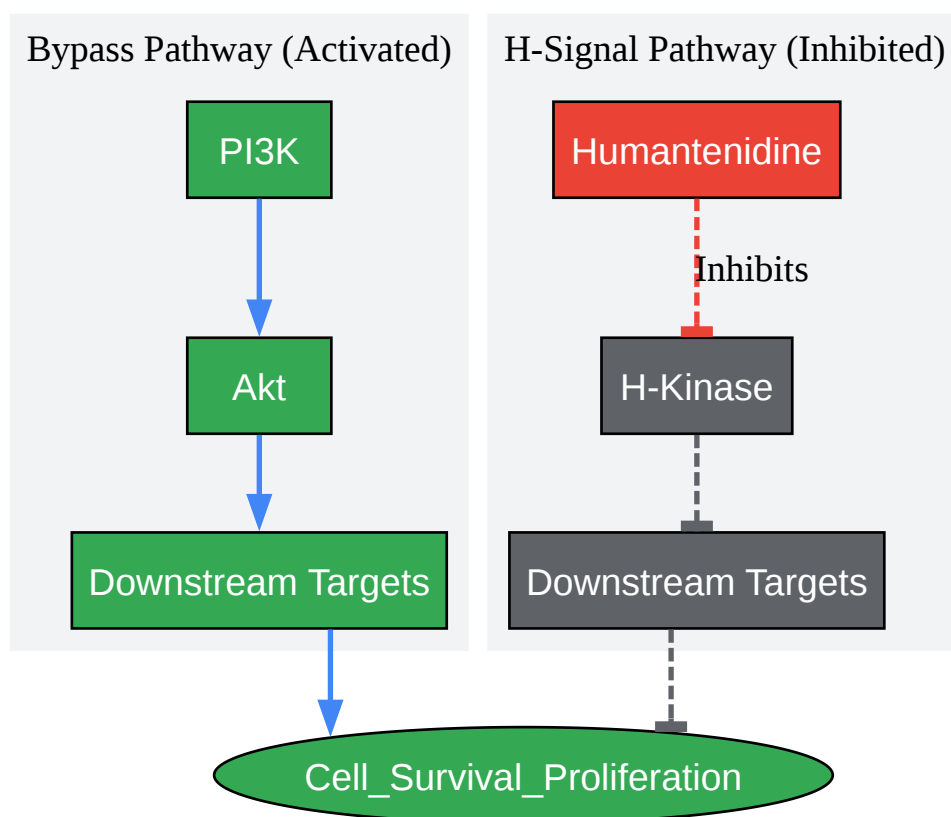 Bypass Pathway (Activated)
PI3K
Akt
Downstream Targets
H-Signal Pathway (Inhibited)
Humantenidine
Inhibits
H-Kinase
Downstream Targets
Cell_Survival_Proliferation